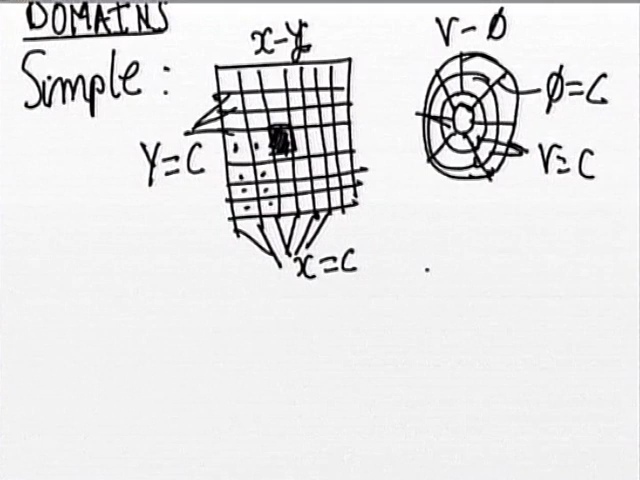 DOMAINS
Simple :
x-y
r-Ø
Y=C
Ø=C
r=C
x=C